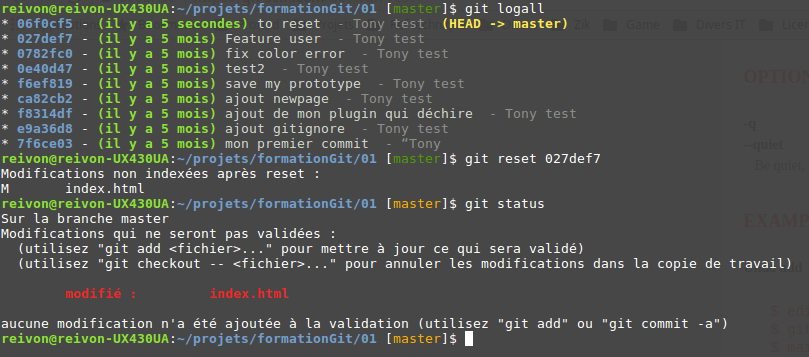 reivon@reivon-UX430UA:~/projets/formationGit/01 [master]$ git logall
* 06f0cf5 - (il y a 5 secondes) to reset - Tony test (HEAD -> master)
* 027def7 - (il y a 5 mois) Feature user - Tony test
* 0782fc0 - (il y a 5 mois) fix color error - Tony test
* 0e40d47 - (il y a 5 mois) test2 - Tony test
* f6ef819 - (il y a 5 mois) save my prototype - Tony test
* ca82cb2 - (il y a 5 mois) ajout newpage - Tony test
* f8314df - (il y a 5 mois) ajout de mon plugin qui déchire - Tony test
* e9a36d8 - (il y a 5 mois) ajout gitignore - Tony test
* 7f6ce03 - (il y a 5 mois) mon premier commit - “Tony
reivon@reivon-UX430UA:~/projets/formationGit/01 [master]$ git reset 027def7
Modifications non indexées après reset :
M index.html
reivon@reivon-UX430UA:~/projets/formationGit/01 [master]$ git status
Sur la branche master
Modifications qui ne seront pas validées :
(utilisez "git add <fichier>..." pour mettre à jour ce qui sera validé)
(utilisez "git checkout -- <fichier>..." pour annuler les modifications dans la copie de travail)
modifié : index.html
aucune modification n'a été ajoutée à la validation (utilisez "git add" ou "git commit -a")
reivon@reivon-UX430UA:~/projets/formationGit/01 [master]$
Game
Divers IT
OPTION
-q
--quiet
Be quiet,
EXAMP